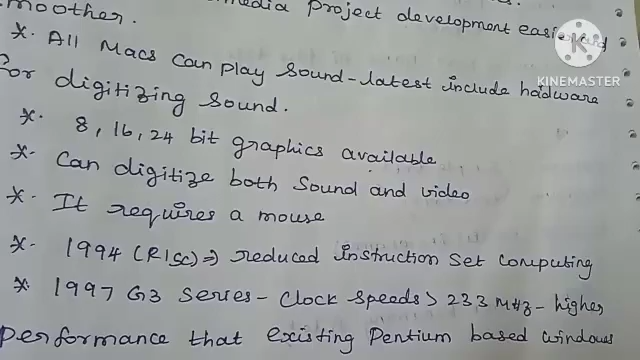 smoother. media project development easier and
*. All Macs can play sound-latest include hadware
for digitizing sound.
*. 8, 16, 24 bit graphics available
*. Can digitize both sound and video
*. It requires a mouse
*. 1994 (RISC) ⇒ reduced instruction set computing
* 1997 G3 series - Clock speeds > 233 MHz - higher
performance that existing Pentium based windows
KINEMASTER